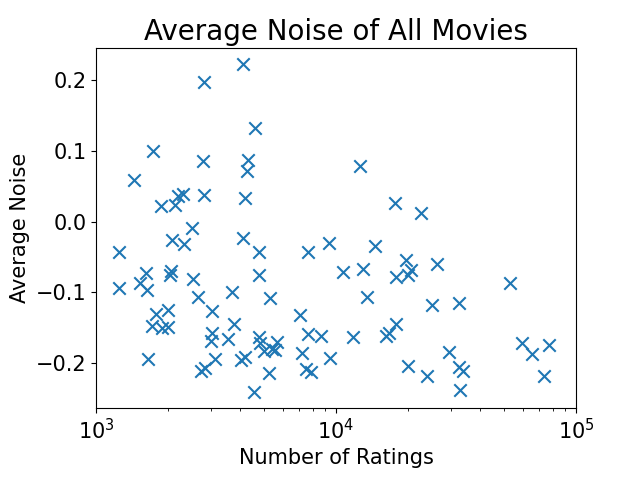 Average Noise of All Movies
Average Noise
0.2
0.1
0.0
−0.1
−0.2
10³ 10⁴ 10⁵
Number of Ratings